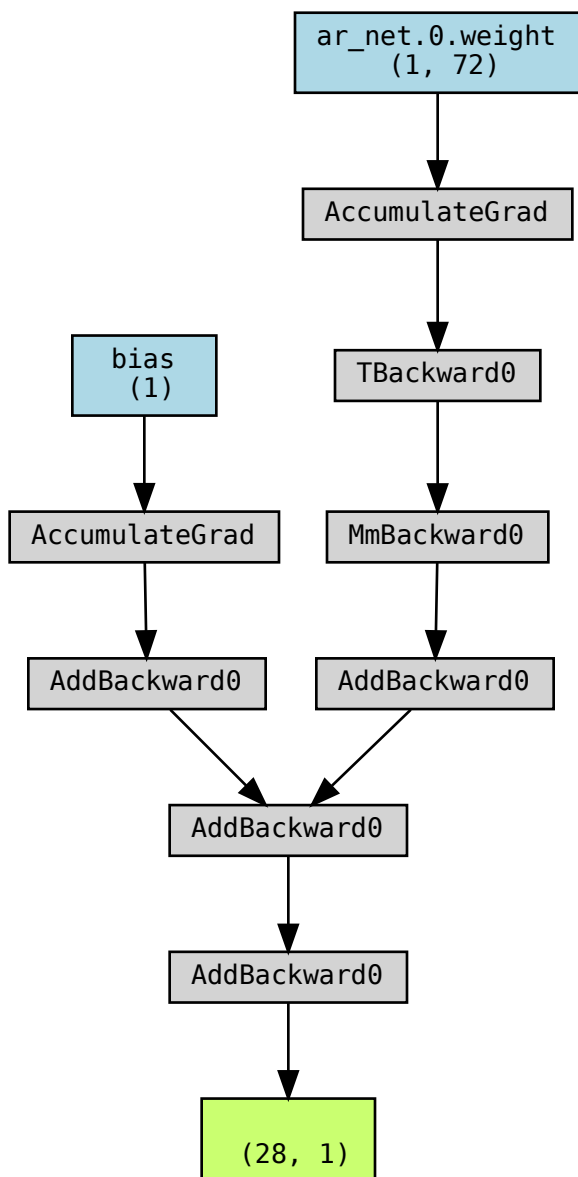 ar_net.0.weight
(1, 72)
AccumulateGrad
TBackward0
bias
(1)
AccumulateGrad
MmBackward0
AddBackward0
AddBackward0
AddBackward0
AddBackward0
(28, 1)